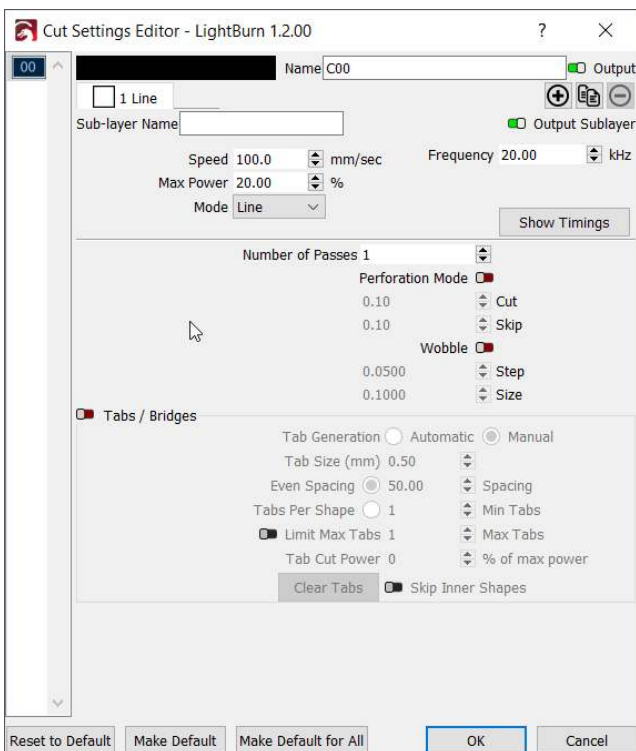 Cut Settings Editor - LightBurn 1.2.00 ?
00
Name C00 Output
1 Line
Sub-layer Name Output Sublayer
Speed 100.0 mm/sec Frequency 20.00 kHz
Max Power 20.00 %
Mode Line
Show Timings
Number of Passes 1
Perforation Mode
0.10 Cut
0.10 Skip
Wobble
0.0500 Step
0.1000 Size
Tabs / Bridges
Tab Generation Automatic Manual
Tab Size (mm) 0.50
Even Spacing 50.00 Spacing
Tabs Per Shape 1 Min Tabs
Limit Max Tabs 1 Max Tabs
Tab Cut Power 0 % of max power
Clear Tabs Skip Inner Shapes
Reset to Default Make Default Make Default for All OK Cancel